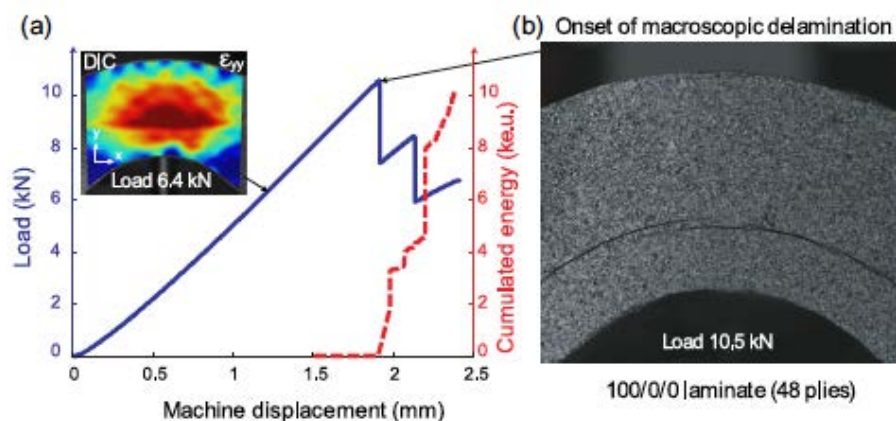 (a)
(b) Onset of macroscopic delamination
DIC
εyy
y
x
Load 6.4 kN
Load (kN)
10
8
6
4
2
0
0
0.5
1
1.5
2
2.5
Machine displacement (mm)
10
8
6
4
2
0
Cumulated energy (ke.u.)
Load 10,5 kN
100/0/0 laminate (48 plies)